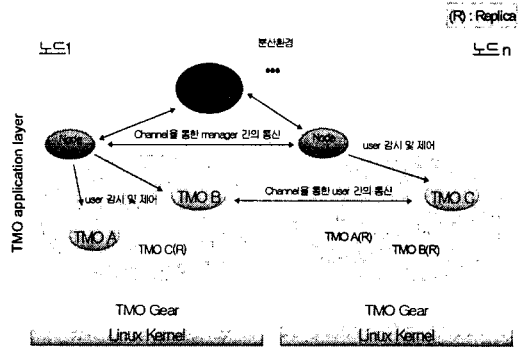 (R) : Replica
노드1
분산환경
노드 n
•••
Node
Channel을 통한 manager 간의 통신
Node
user 감시 및 제어
TMO application layer
user 감시 및 제어
TMO B
Channel을 통한 user 간의 통신
TMO C
TMO A
TMO C(R)
TMO A(R)
TMO B(R)
TMO Gear
TMO Gear
Linux Kernel
Linux Kernel